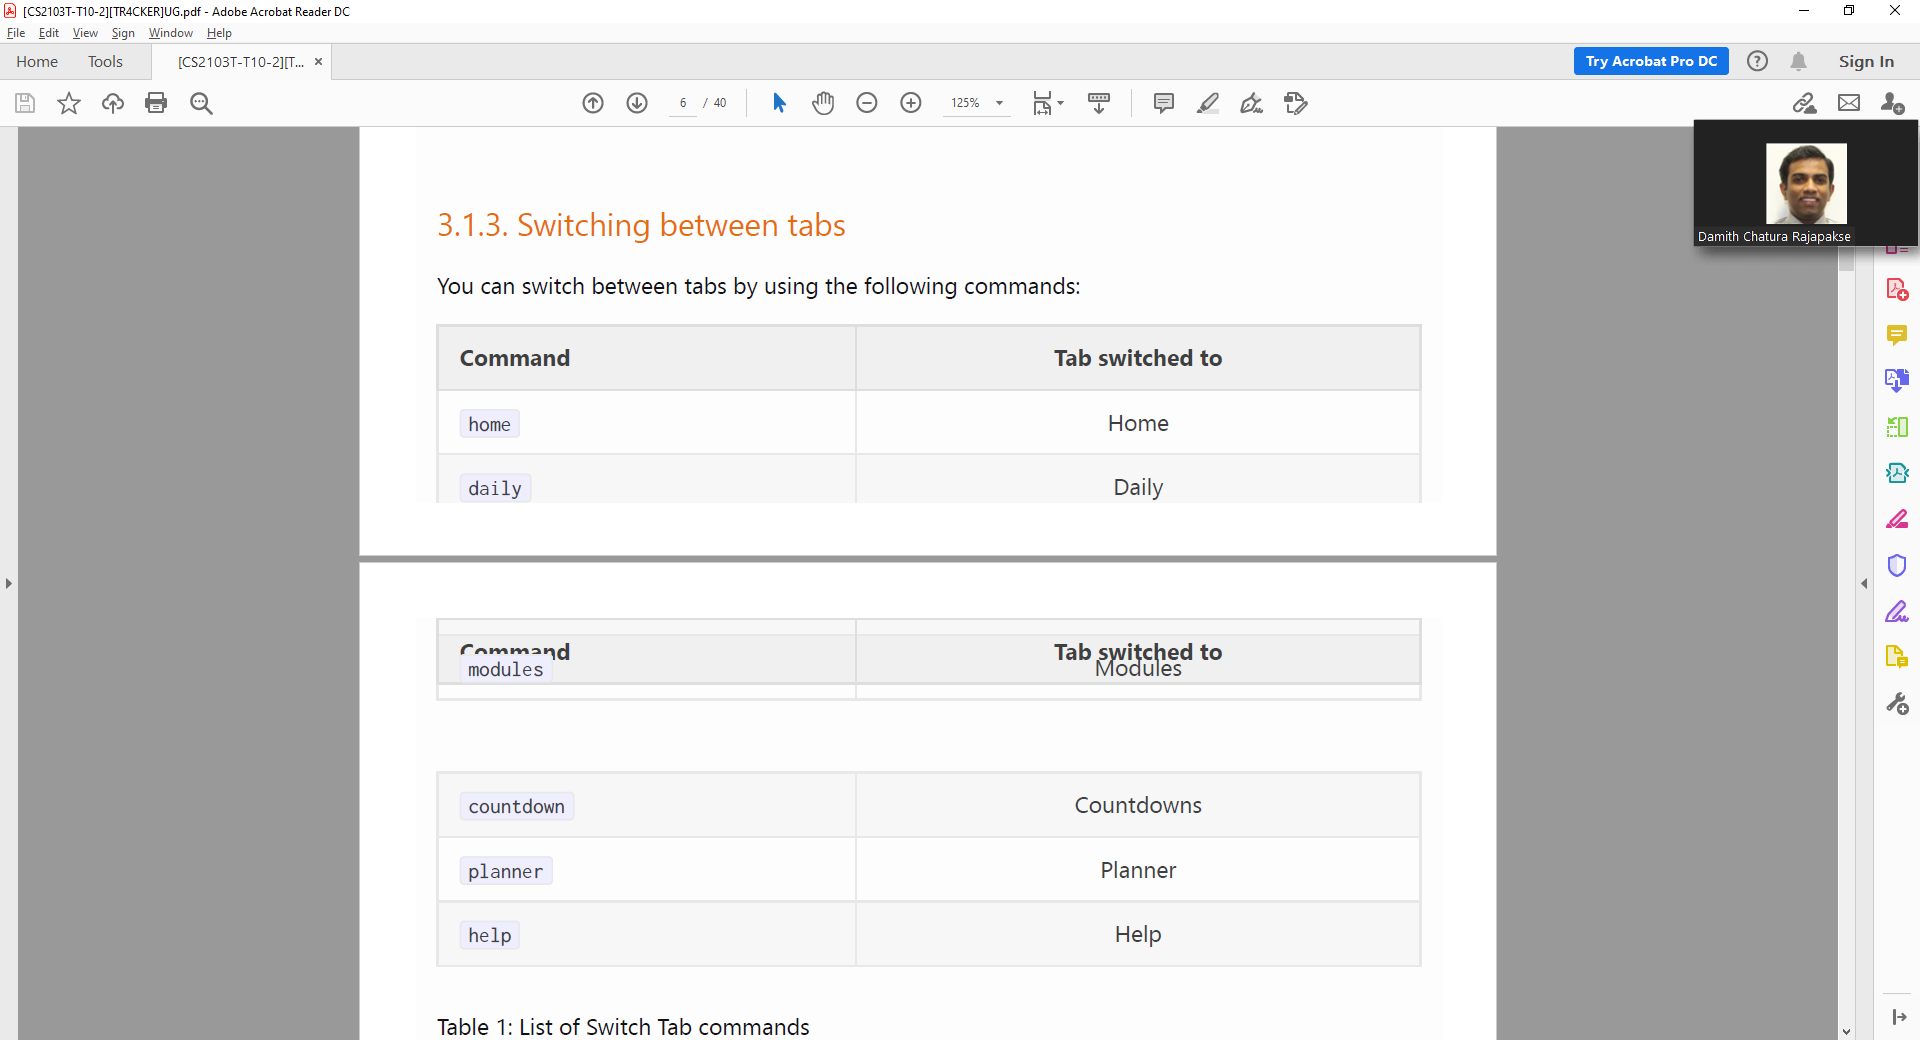 [CS2103T-T10-2][TR4CKER]UG.pdf - Adobe Acrobat Reader DC
File Edit View Sign Window Help
Home Tools [CS2103T-T10-2][T... × Try Acrobat Pro DC ? Sign In
6 / 40 125%
Damith Chatura Rajapakse
3.1.3. Switching between tabs
You can switch between tabs by using the following commands:
Command Tab switched to
home Home
daily Daily
Command Tab switched to
modules Modules
countdown Countdowns
planner Planner
help Help
Table 1: List of Switch Tab commands